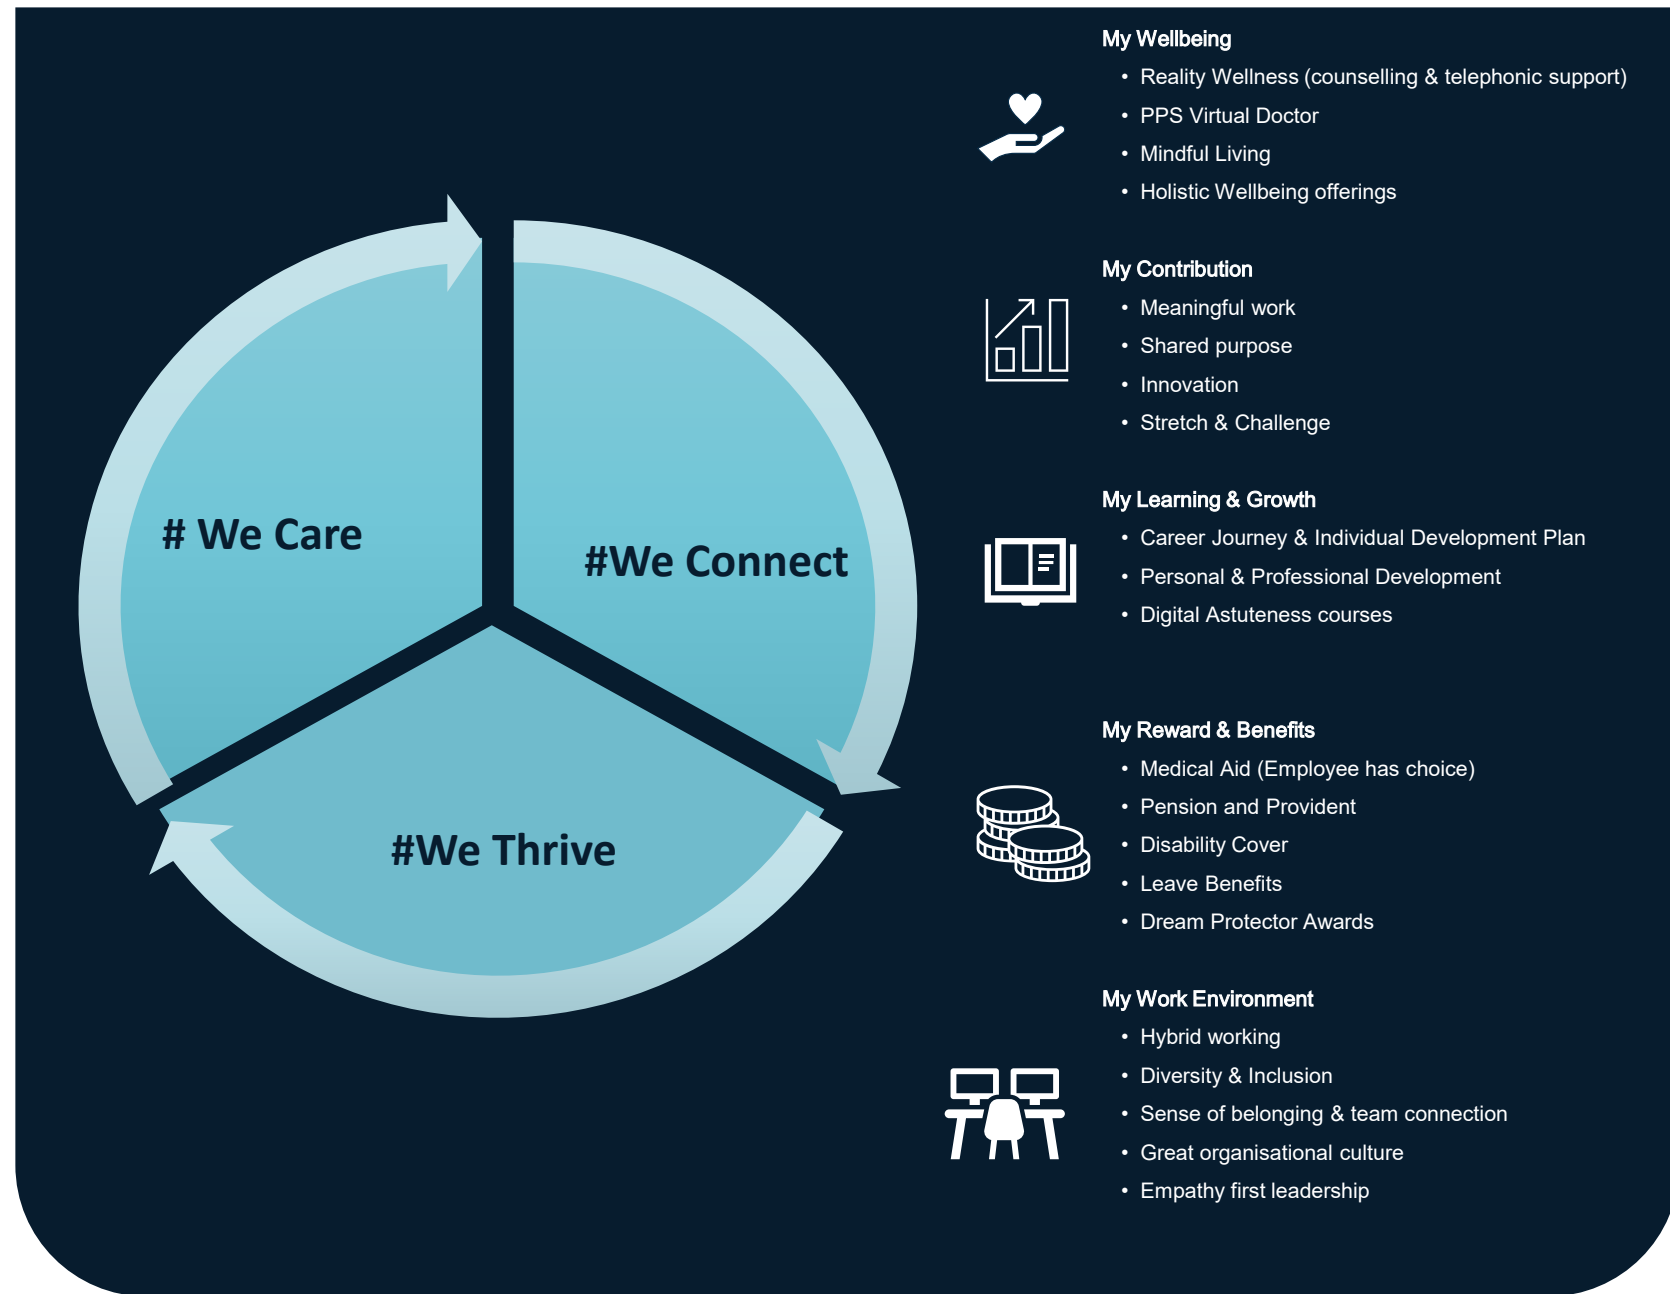 # We Care
#We Connect
#We Thrive
My Wellbeing
• Reality Wellness (counselling & telephonic support)
• PPS Virtual Doctor
• Mindful Living
• Holistic Wellbeing offerings
My Contribution
• Meaningful work
• Shared purpose
• Innovation
• Stretch & Challenge
My Learning & Growth
• Career Journey & Individual Development Plan
• Personal & Professional Development
• Digital Astuteness courses
My Reward & Benefits
• Medical Aid (Employee has choice)
• Pension and Provident
• Disability Cover
• Leave Benefits
• Dream Protector Awards
My Work Environment
• Hybrid working
• Diversity & Inclusion
• Sense of belonging & team connection
• Great organisational culture
• Empathy first leadership